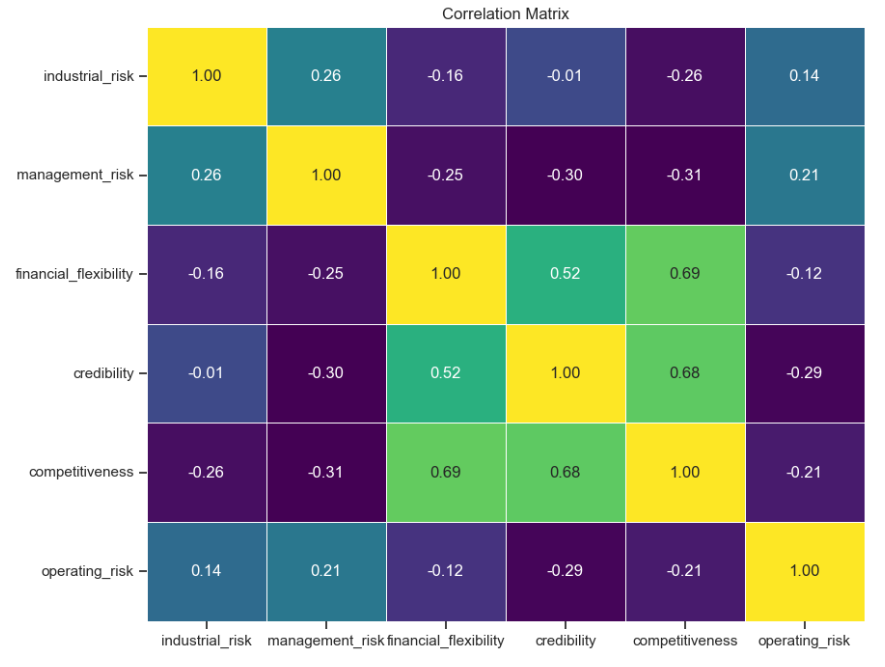 Correlation Matrix
industrial_risk 1.00 0.26 -0.16 -0.01 -0.26 0.14
management_risk 0.26 1.00 -0.25 -0.30 -0.31 0.21
financial_flexibility -0.16 -0.25 1.00 0.52 0.69 -0.12
credibility -0.01 -0.30 0.52 1.00 0.68 -0.29
competitiveness -0.26 -0.31 0.69 0.68 1.00 -0.21
operating_risk 0.14 0.21 -0.12 -0.29 -0.21 1.00
industrial_risk management_risk financial_flexibility credibility competitiveness operating_risk